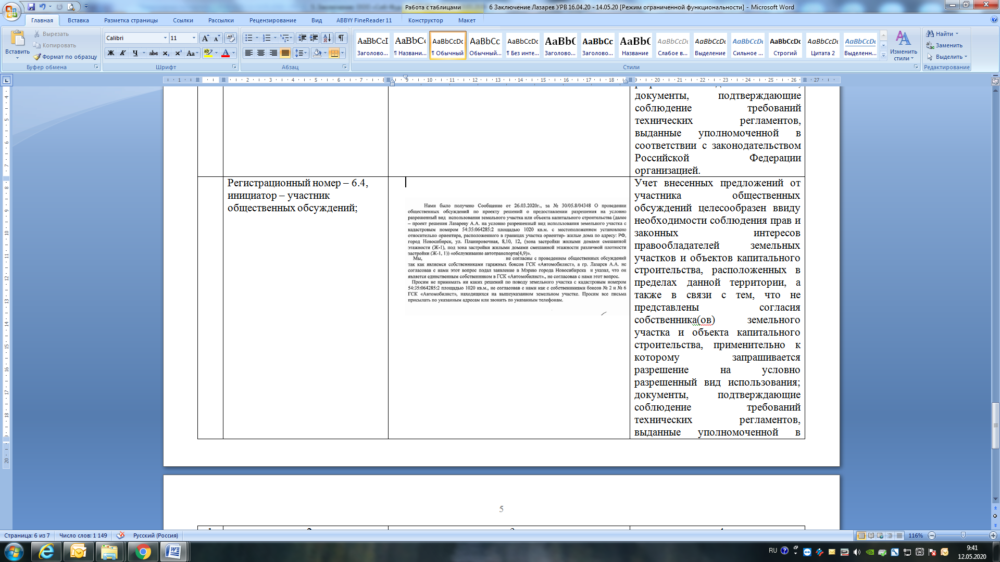 Работа с таблицами
6 Заключение Лазарев УРВ 16.04.20 - 14.05.20 [Режим ограниченной функциональности] - Microsoft Word
Главная Вставка Разметка страницы Ссылки Рассылки Рецензирование Вид ABBYY FineReader 11 Конструктор Макет
Вставить
Вырезать
Копировать
Формат по образцу
Буфер обмена
Calibri 11
Ж К Ч abc x₂ x² Aa
Шрифт
Абзац
AaBbCcI AaBbCc AaBbCcDc AaBbCc AaBbCcDc AaBbC AaBbCc AaBbC AaBbCcDc AaBbCcDc AaBbCcDc AaBbCcDc AaBbCcDc AaBbCcDc
Заголово... ¶ Названи... ¶ Обычный Обычный... ¶ Без инте... Заголово... Заголово... Название Слабое в... Выделение Сильное ... Строгий Цитата 2 Выделенн...
Стили
Изменить стили
Найти
Заменить
Выделить
Редактирование
документы, подтверждающие
соблюдение требований
технических регламентов,
выданные уполномоченной в
соответствии с законодательством
Российской Федерации
организацией.
Регистрационный номер – 6.4,
инициатор – участник
общественных обсуждений;
Нами было получено Сообщение от 26.03.2020г., за № 30/05.8/04348 О проведении
общественных обсуждений по проекту решений о предоставлении разрешения на условно
разрешенный вид использования земельного участка или объекта капитального строительства (далее
– проект решения Лазареву А.А. на условно разрешенный вид использования земельного участка с
кадастровым номером 54:35:064285:2 площадью 1020 кв.м. с местоположением установлено
относительно ориентира, расположенного в границах участка ориентир- жилые дома по адресу: РФ,
город Новосибирск, ул. Планировочная, 8,10, 12, (зона застройки жилыми домами смешанной
этажности (Ж-1), под зона застройки жилыми домами смешанной этажности различной плотности
застройки (Ж-1, 1)) «обслуживание автотранспорта(4,9)».
Мы, не согласны с проведением общественных обсуждений
так как являемся собственниками гаражных боксов ГСК «Автомобилист», а гр. Лазарев А.А. не
согласовав с нами этот вопрос подал заявление в Мэрию города Новосибирска и указал, что он
является единственным собственником в ГСК «Автомобилист»., не согласовав с нами этот вопрос.
Просим не принимать ни каких решений по поводу земельного участка с кадастровым номером
54:35:064285:2 площадью 1020 кв.м., не согласовав с нами как с собственниками боксов № 2 и № 6
ГСК «Автомобилист», находящихся на вышеуказанном земельном участке. Просим все письма
присылать по указанным адресам или звонить по указанным телефонам.
Учет внесенных предложений от
участника общественных
обсуждений целесообразен ввиду
необходимости соблюдения прав и
законных интересов
правообладателей земельных
участков и объектов капитального
строительства, расположенных в
пределах данной территории, а
также в связи с тем, что не
представлены согласия
собственника(ов) земельного
участка и объекта капитального
строительства, применительно к
которому запрашивается
разрешение на условно
разрешенный вид использования;
документы, подтверждающие
соблюдение требований
технических регламентов,
выданные уполномоченной в
5
Страница: 6 из 7 Число слов: 1 149 Русский (Россия) 116%
RU 9:41
12.05.2020